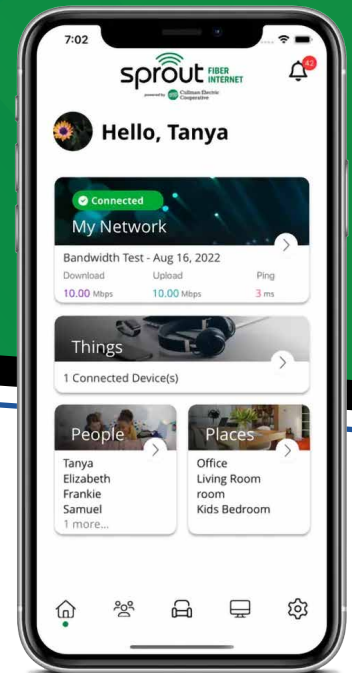 7:02
42
sprout FIBER
INTERNET
powered by Cullman Electric
Cooperative
Hello, Tanya
Connected
My Network
Bandwidth Test - Aug 16, 2022
Download Upload Ping
10.00 Mbps 10.00 Mbps 3 ms
Things
1 Connected Device(s)
People
Tanya
Elizabeth
Frankie
Samuel
1 more...
Places
Office
Living Room
room
Kids Bedroom